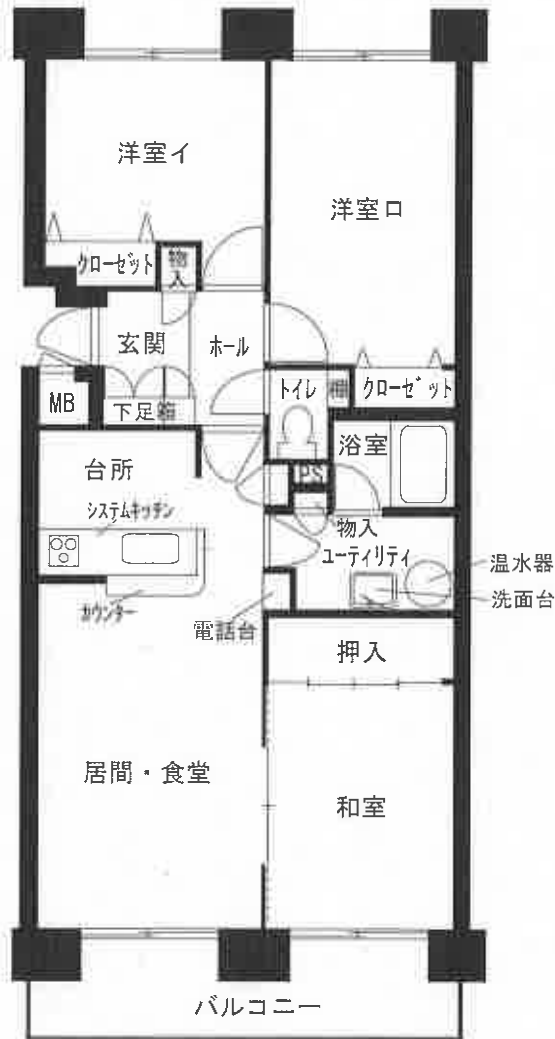 洋室イ
洋室ロ
クローゼット
物入
玄関
ホール
トイレ
棚
クローゼット
MB
下足箱
浴室
台所
PS
システムキッチン
物入
ユーティリティ
温水器
洗面台
カウンター
電話台
押入
居間・食堂
和室
バルコニー